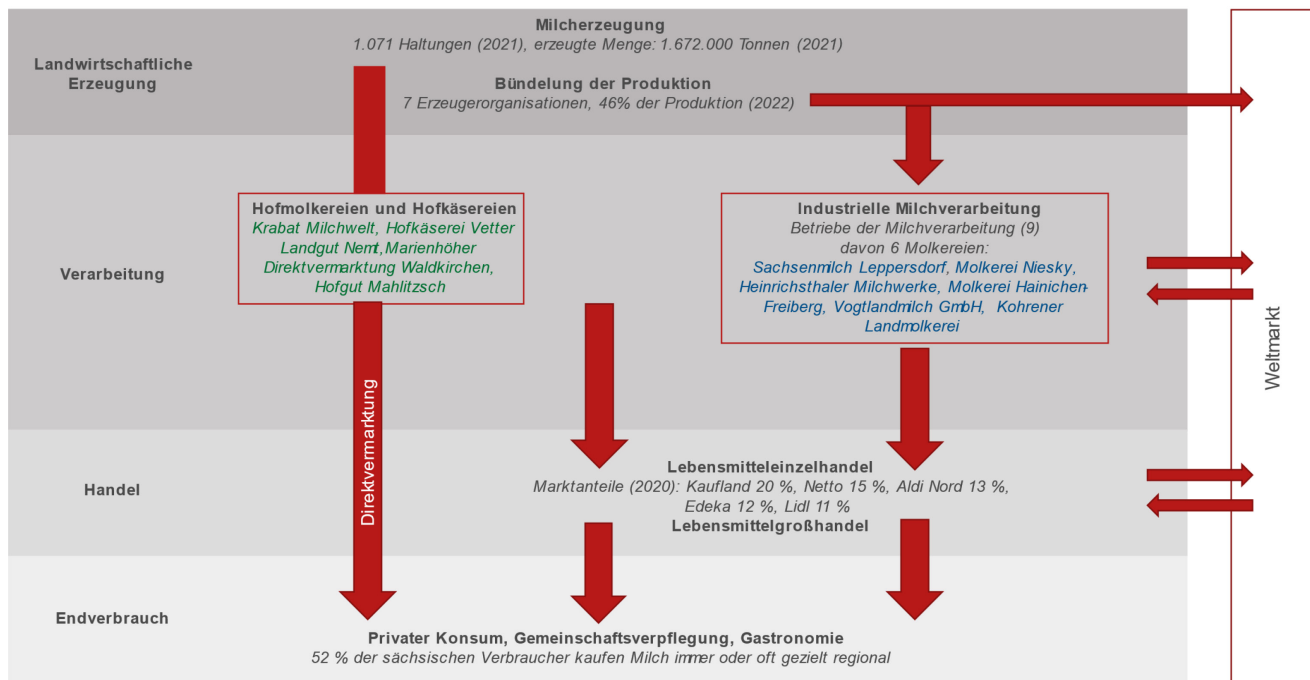 Milcherzeugung
1.071 Haltungen (2021), erzeugte Menge: 1.672.000 Tonnen (2021)
Landwirtschaftliche
Erzeugung
Bündelung der Produktion
7 Erzeugerorganisationen, 46% der Produktion (2022)
Verarbeitung
Hofmolkereien und Hofkäsereien
Krabat Milchwelt, Hofkäserei Vetter
Landgut Nemt,Marienhöher
Direktvermarktung Waldkirchen,
Hofgut Mahlitzsch
Industrielle Milchverarbeitung
Betriebe der Milchverarbeitung (9)
davon 6 Molkereien:
Sachsenmilch Leppersdorf, Molkerei Niesky,
Heinrichsthaler Milchwerke, Molkerei Hainichen-
Freiberg, Vogtlandmilch GmbH, Kohrener
Landmolkerei
Direktvermarktung
Weltmarkt
Handel
Lebensmitteleinzelhandel
Marktanteile (2020): Kaufland 20 %, Netto 15 %, Aldi Nord 13 %,
Edeka 12 %, Lidl 11 %
Lebensmittelgroßhandel
Endverbrauch
Privater Konsum, Gemeinschaftsverpflegung, Gastronomie
52 % der sächsischen Verbraucher kaufen Milch immer oder oft gezielt regional